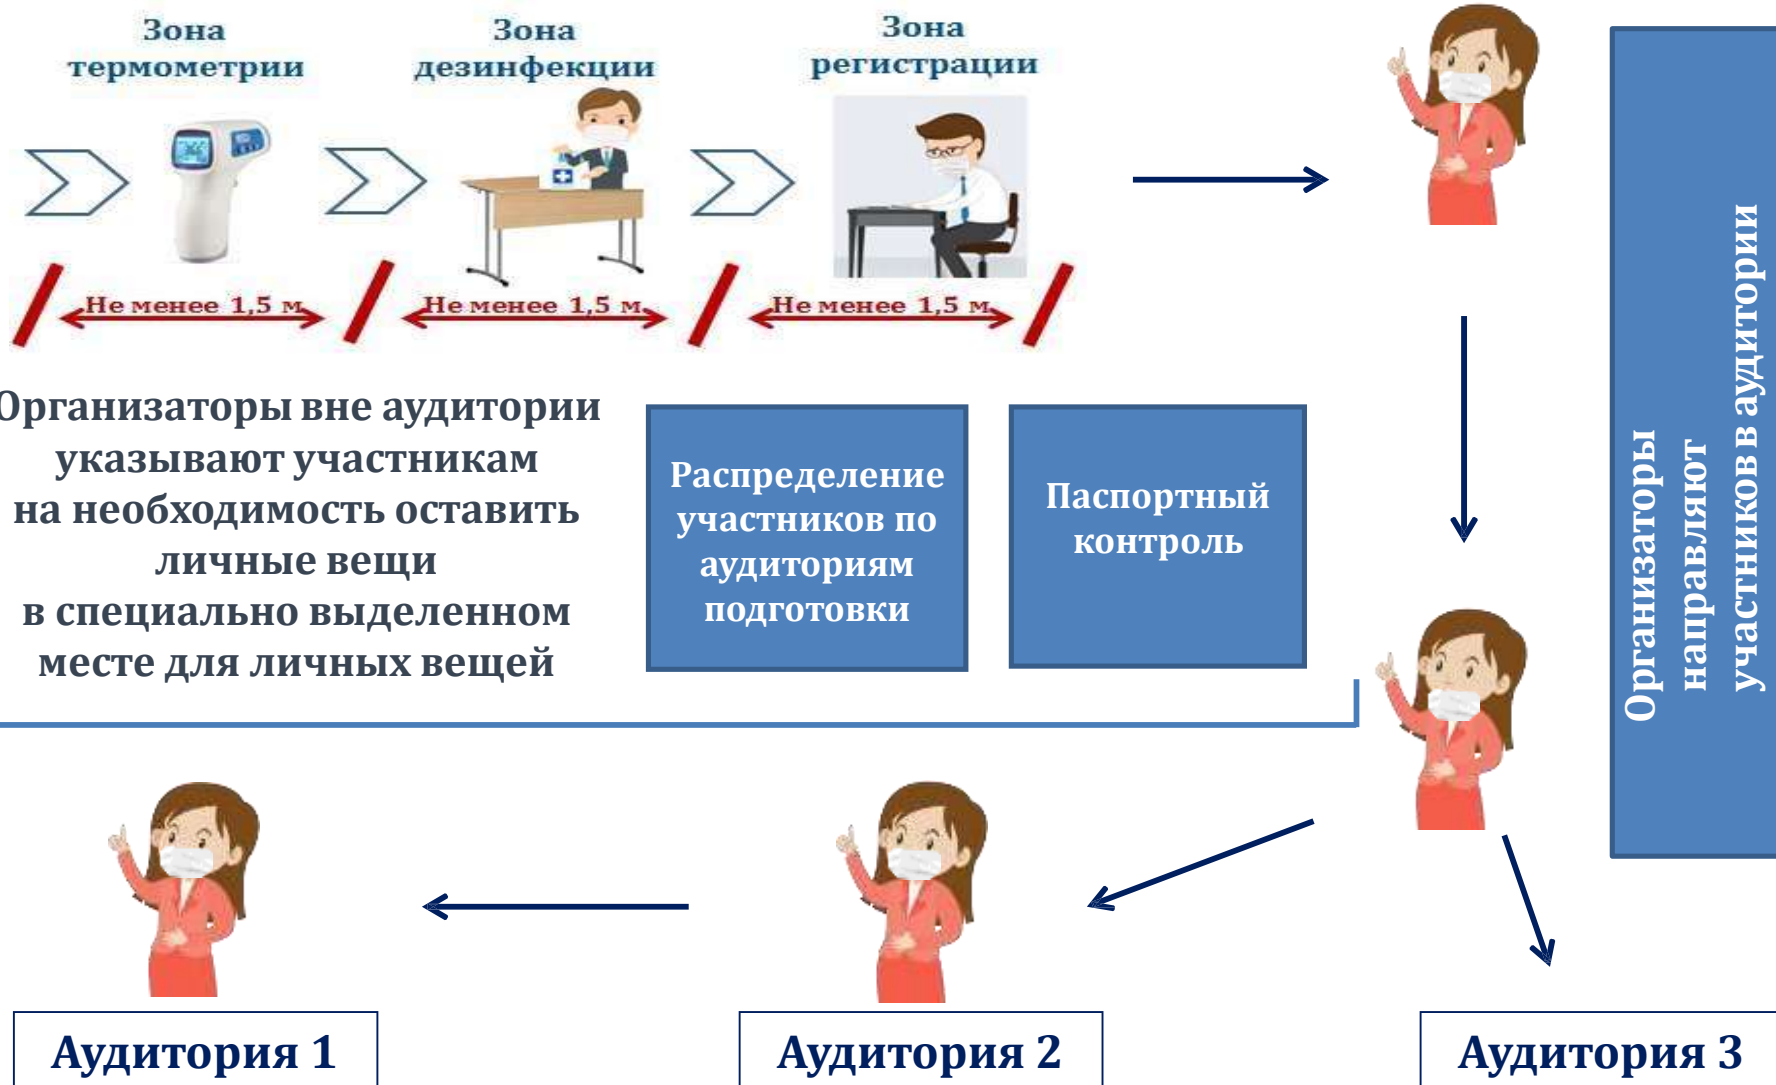 Зона
термометрии
Зона
дезинфекции
Зона
регистрации
Не менее 1,5 м
Не менее 1,5 м
Не менее 1,5 м
Организаторы вне аудитории
указывают участникам
на необходимость оставить
личные вещи
в специально выделенном
месте для личных вещей
Распределение
участников по
аудиториям
подготовки
Паспортный
контроль
Организаторы
направляют
участников в аудитории
Аудитория 1
Аудитория 2
Аудитория 3